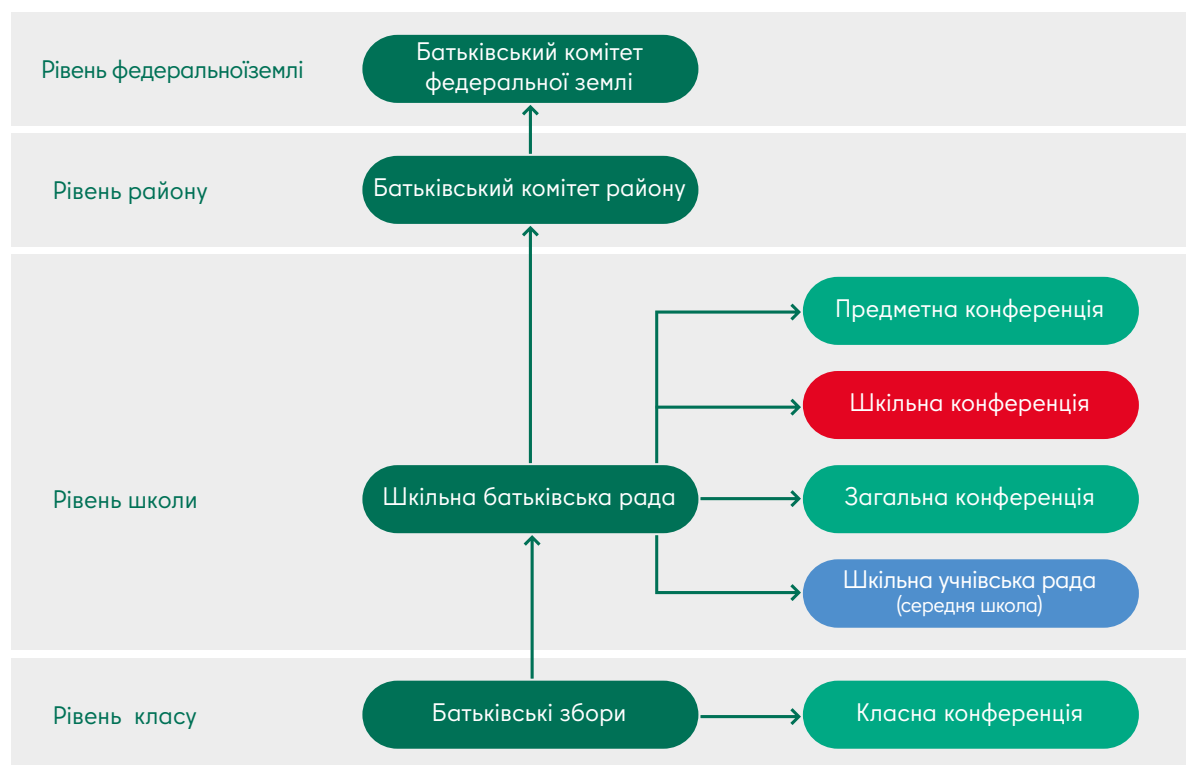 Рівень федеральноїземлі
Батьківський комітет
федеральної землі
Рівень району
Батьківський комітет району
Предметна конференція
Шкільна конференція
Рівень школи
Шкільна батьківська рада
Загальна конференція
Шкільна учнівська рада
(середня школа)
Рівень класу
Батьківські збори
Класна конференція